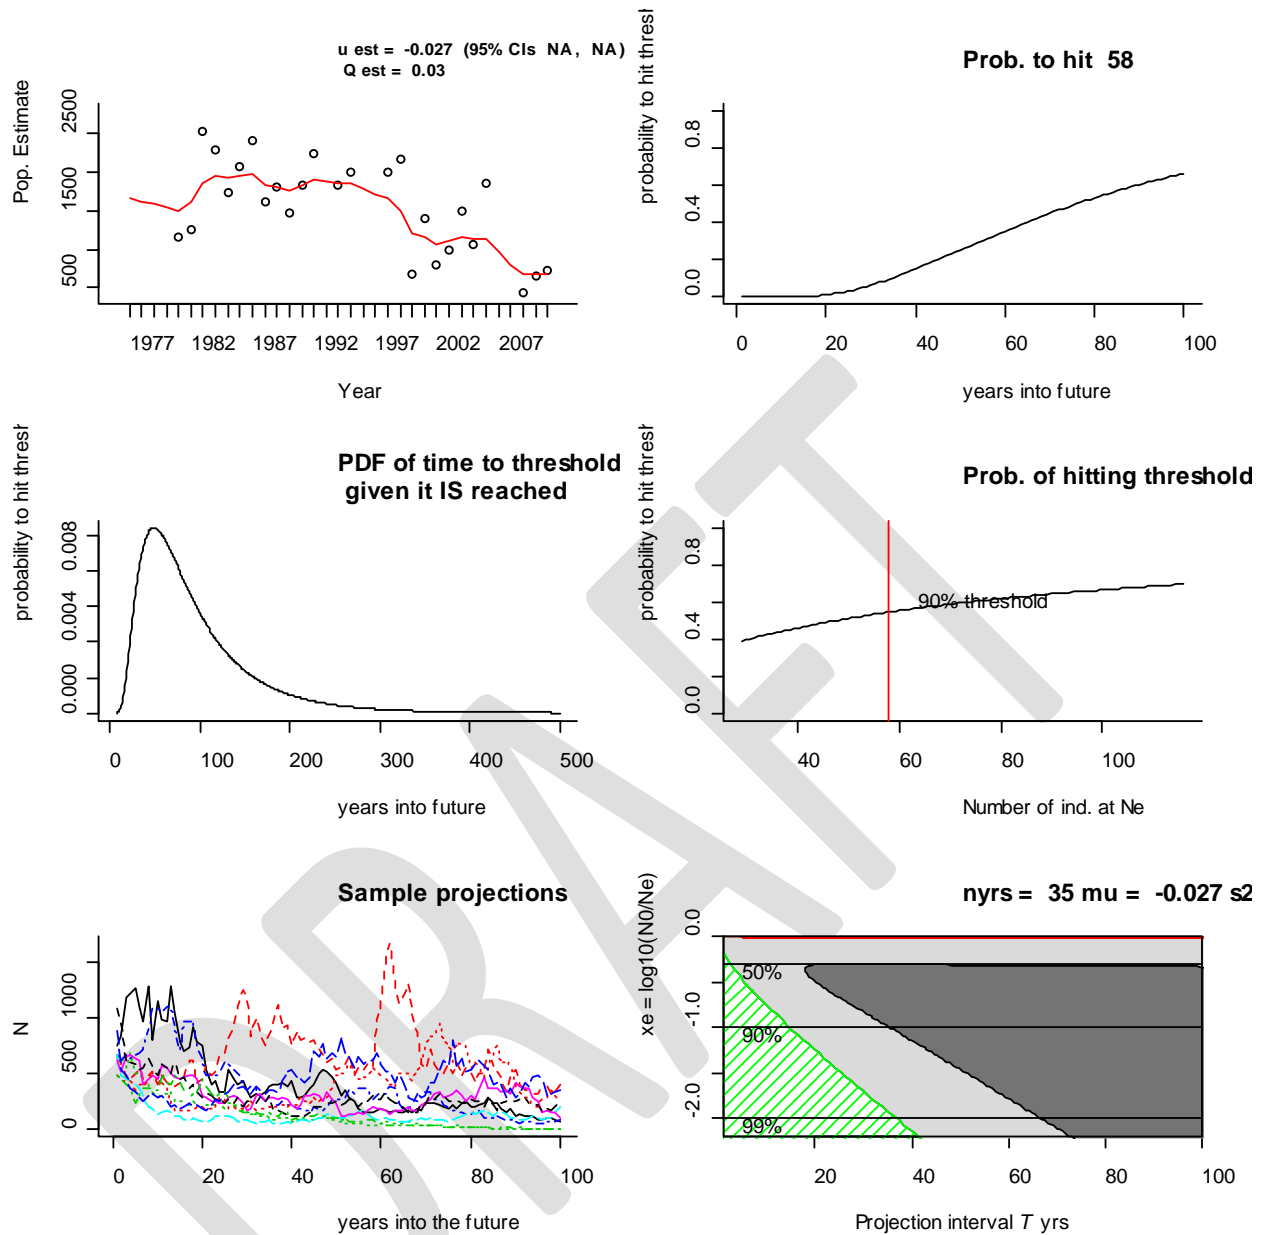 u est = -0.027 (95% CIs NA, NA)
Q est = 0.03
Pop. Estimate
500
1500
2500
1977 1982 1987 1992 1997 2002 2007
Year
Prob. to hit 58
probability to hit thresh
0.0
0.4
0.8
0 20 40 60 80 100
years into future
PDF of time to threshold
given it IS reached
probability to hit thresh
0.000
0.004
0.008
0 100 200 300 400 500
years into future
Prob. of hitting threshold
probability to hit thresh
0.0
0.4
0.8
90% threshold
40 60 80 100
Number of ind. at Ne
Sample projections
N
0
500
1000
0 20 40 60 80 100
years into the future
nyrs = 35 mu = -0.027 s2
xe = log10(N0/Ne)
0.0
-1.0
-2.0
50%
90%
99%
20 40 60 80 100
Projection interval T yrs
DRAFT